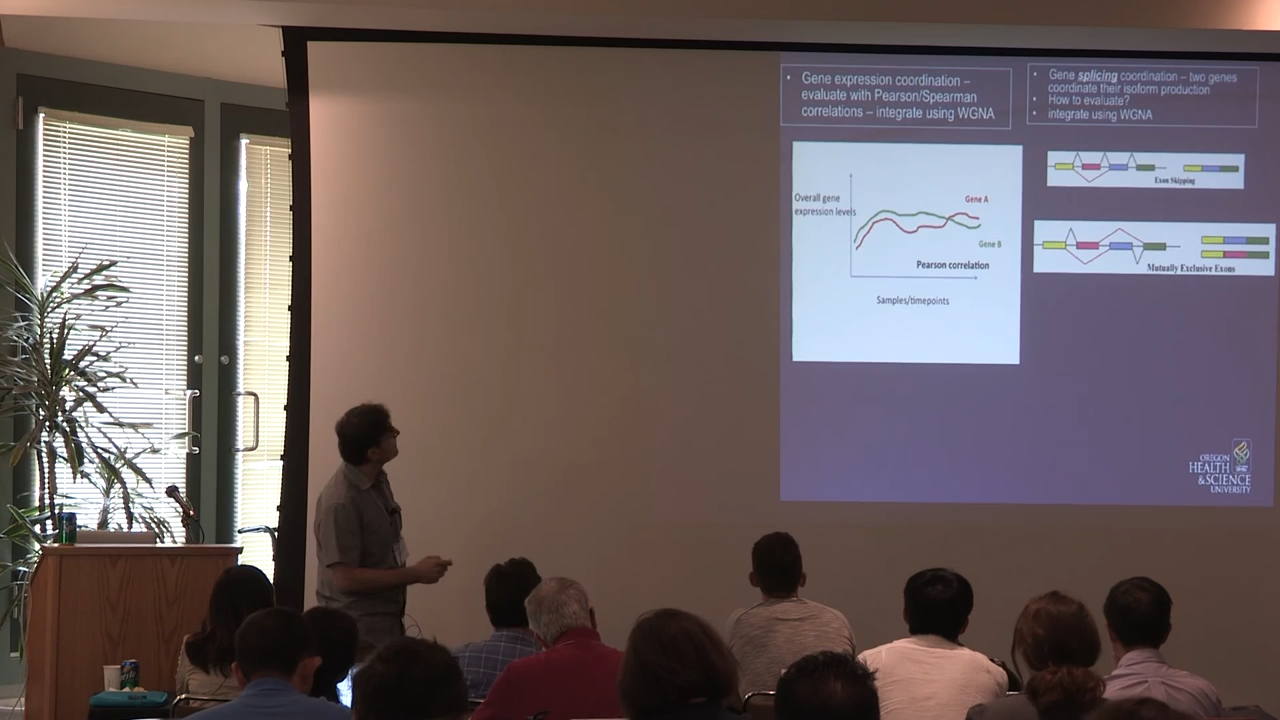 Gene expression coordination –
evaluate with Pearson/Spearman
correlations – integrate using WGNA
Gene splicing coordination – two genes
coordinate their isoform production
How to evaluate?
integrate using WGNA
Overall gene
expression levels
Gene A
Gene B
Pearson correlation
Samples/timepoints
Exon Skipping
Mutually Exclusive Exons
OREGON
HEALTH
&SCIENCE
UNIVERSITY